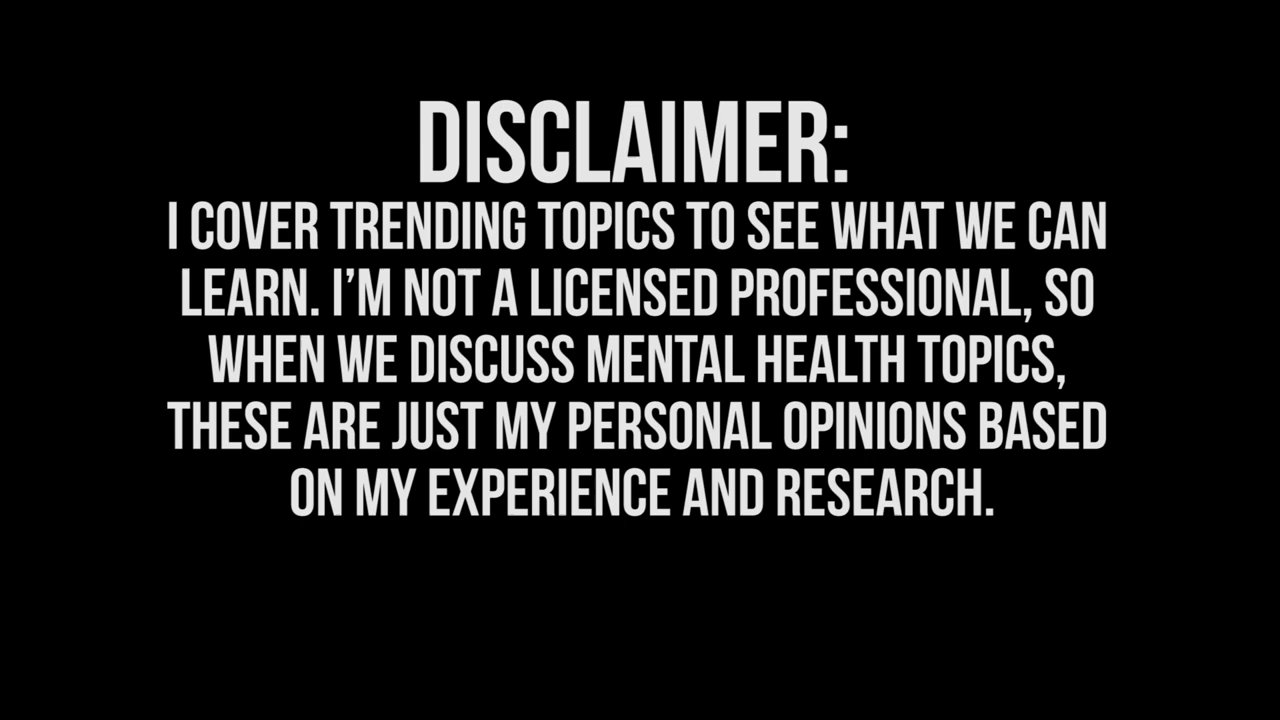 DISCLAIMER:
I COVER TRENDING TOPICS TO SEE WHAT WE CAN
LEARN. I’M NOT A LICENSED PROFESSIONAL, SO
WHEN WE DISCUSS MENTAL HEALTH TOPICS,
THESE ARE JUST MY PERSONAL OPINIONS BASED
ON MY EXPERIENCE AND RESEARCH.